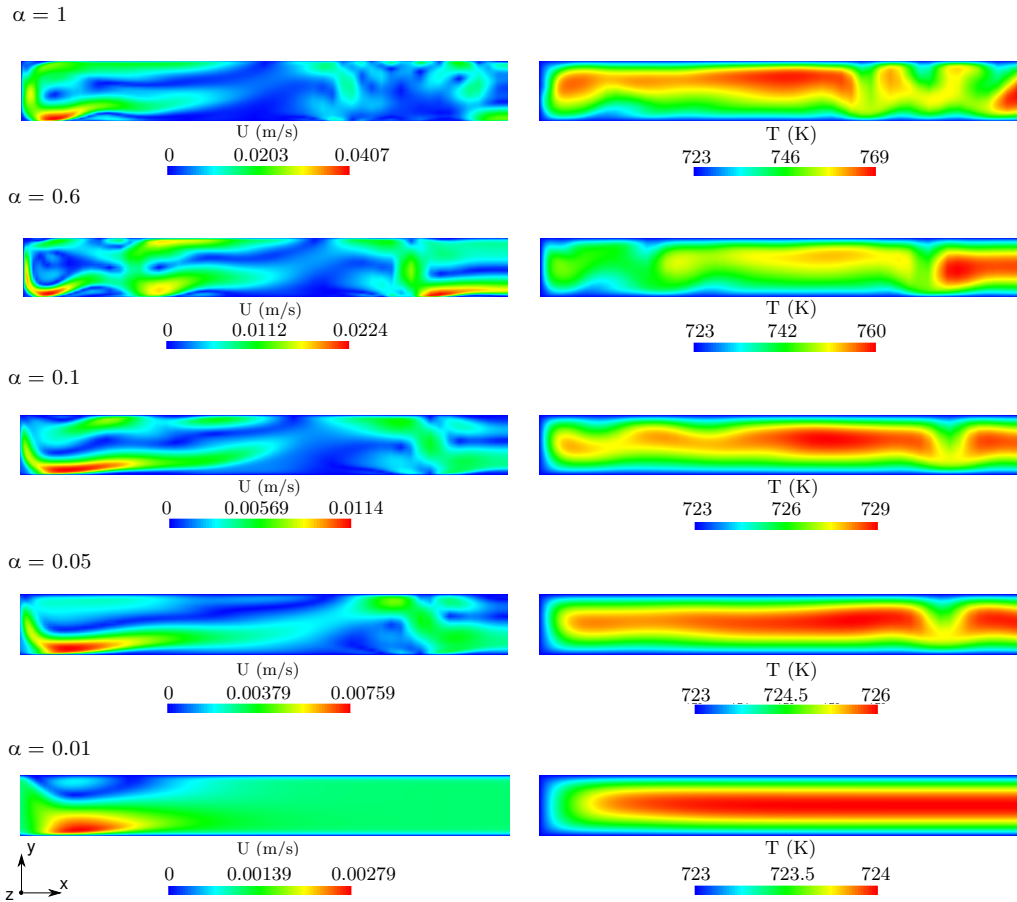 α = 1
U (m/s)
T (K)
0 0.0203 0.0407
723 746 769
α = 0.6
U (m/s)
T (K)
0 0.0112 0.0224
723 742 760
α = 0.1
U (m/s)
T (K)
0 0.00569 0.0114
723 726 729
α = 0.05
U (m/s)
T (K)
0 0.00379 0.00759
723 724.5 726
α = 0.01
y
z
x
U (m/s)
T (K)
0 0.00139 0.00279
723 723.5 724